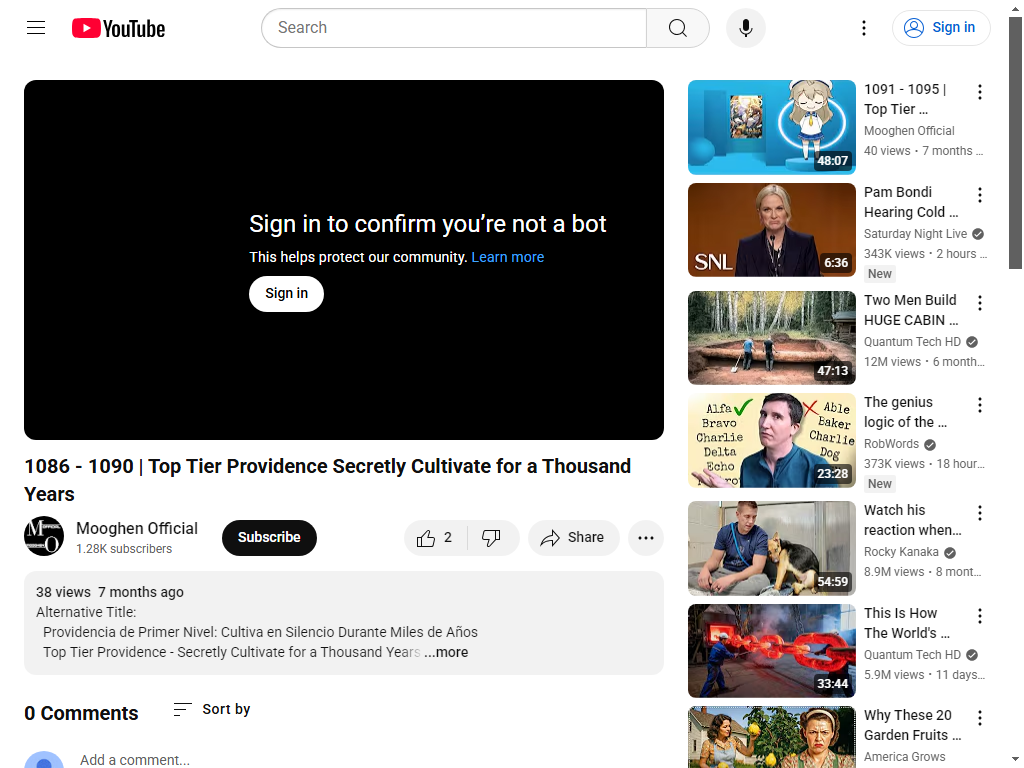 YouTube
Search
Sign in
Sign in to confirm you’re not a bot
This helps protect our community. Learn more
Sign in
1086 - 1090 | Top Tier Providence Secretly Cultivate for a Thousand
Years
Mooghen Official
1.28K subscribers
Subscribe
2
Share
38 views 7 months ago
Alternative Title:
Providencia de Primer Nivel: Cultiva en Silencio Durante Miles de Años
Top Tier Providence - Secretly Cultivate for a Thousand Years ...more
0 Comments
Sort by
Add a comment...
48:07
1091 - 1095 |
Top Tier ...
Mooghen Official
40 views • 7 months ...
SNL
6:36
Pam Bondi
Hearing Cold ...
Saturday Night Live
343K views • 2 hours ...
New
47:13
Two Men Build
HUGE CABIN ...
Quantum Tech HD
12M views • 6 month...
Alfa
Bravo
Charlie
Delta
Echo
Able
Baker
Charlie
Dog
23:28
The genius
logic of the ...
RobWords
373K views • 18 hour...
New
54:59
Watch his
reaction when...
Rocky Kanaka
8.9M views • 8 mont...
33:44
This Is How
The World's ...
Quantum Tech HD
5.9M views • 11 days...
Why These 20
Garden Fruits ...
America Grows